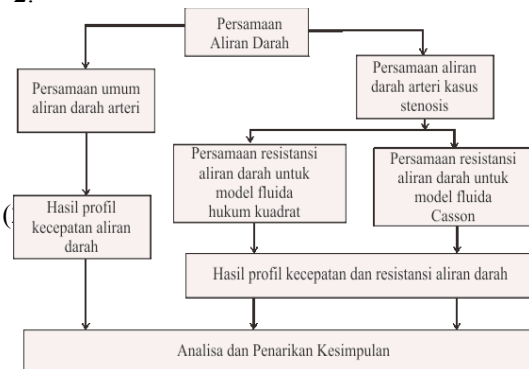 2.
Persamaan
Aliran Darah
Persamaan umum
aliran darah arteri
Persamaan aliran
darah arteri kasus
stenosis
Persamaan resistansi
aliran darah untuk
model fluida
hukum kuadrat
Persamaan resistansi
aliran darah untuk
model fluida
Casson
(
Hasil profil
kecepatan aliran
darah
Hasil profil kecepatan dan resistansi aliran darah
Analisa dan Penarikan Kesimpulan